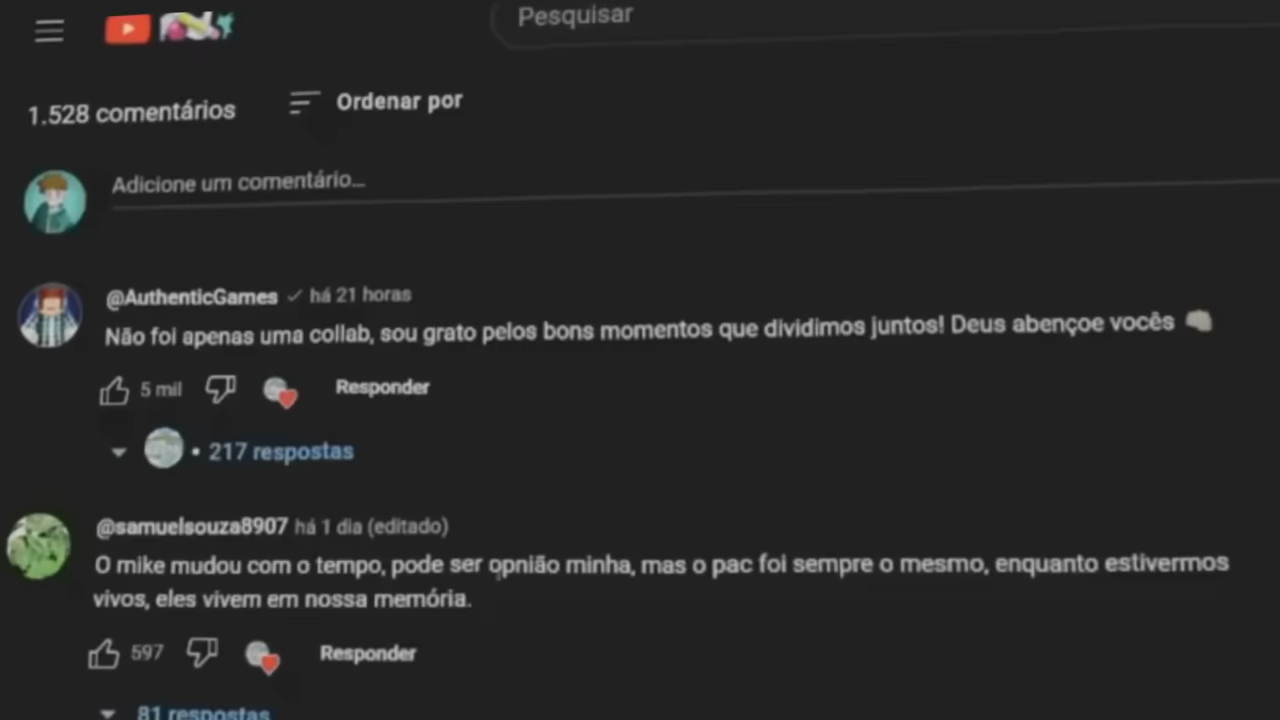 Pesquisar
1.528 comentários
Ordenar por
Adicione um comentário...
@AuthenticGames há 21 horas
Não foi apenas uma collab, sou grato pelos bons momentos que dividimos juntos! Deus abençoe vocês
5 mil
Responder
• 217 respostas
@samuelsouza8907 há 1 dia (editado)
O mike mudou com o tempo, pode ser opnião minha, mas o pac foi sempre o mesmo, enquanto estivermos
vivos, eles vivem em nossa memória.
597
Responder
81 respostas